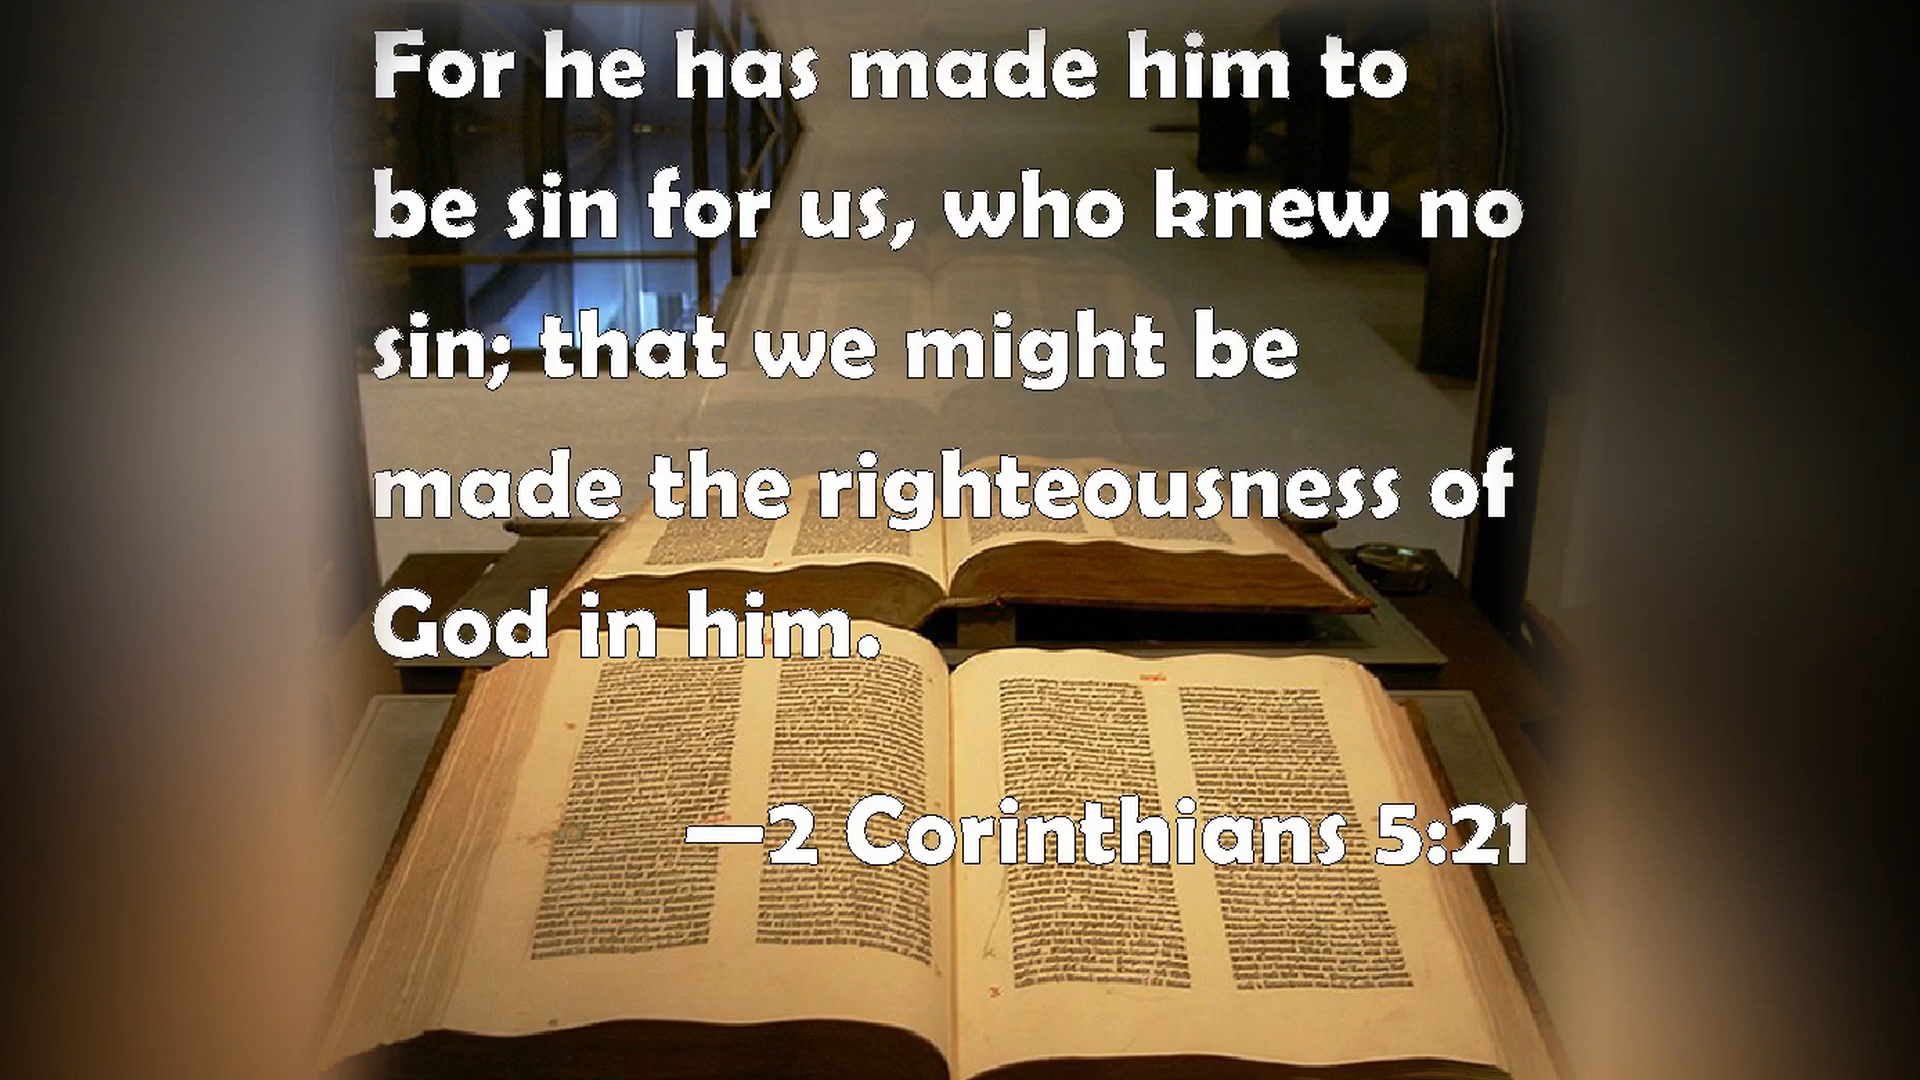 For he has made him to
be sin for us, who knew no
sin; that we might be
made the righteousness of
God in him.
—2 Corinthians 5:21